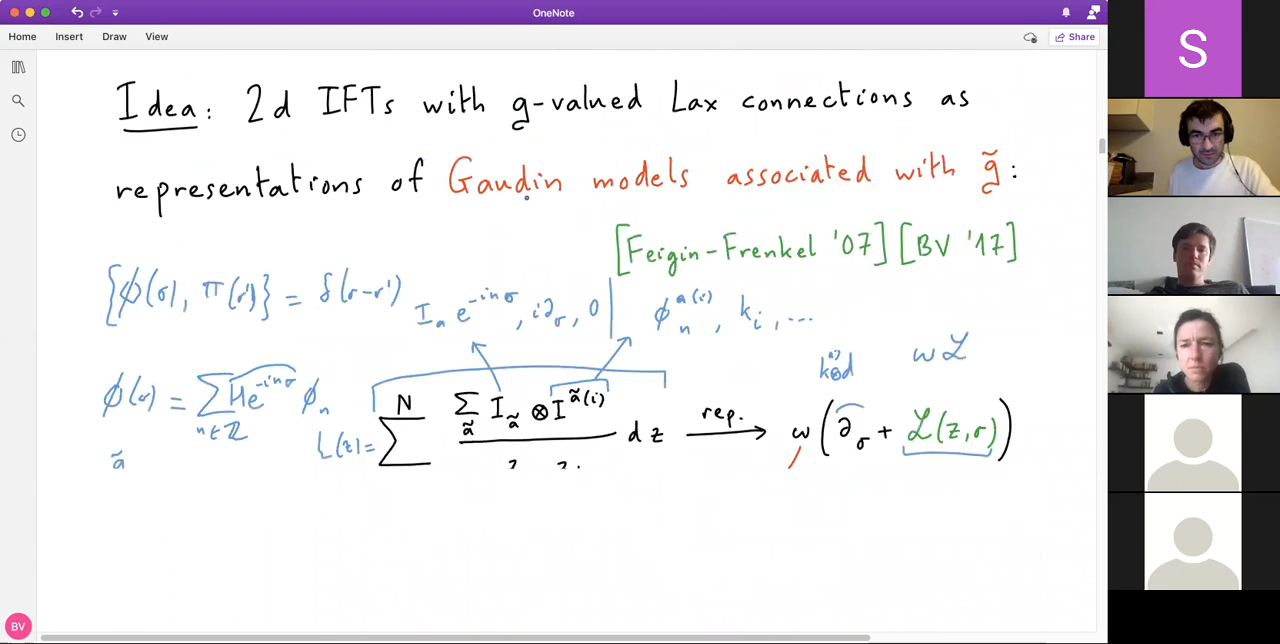 OneNote
Home Insert Draw View Share
Idea: 2d IFTs with g-valued Lax connections as
representations of Gaudin models associated with g̃:
[Feigin-Frenkel '07] [BV '17]
{ϕ(σ), π(σ')} = δ(σ-σ')
I_a e^{-inσ}, i∂_σ, 0 | ϕ_n^{a(i)}, k_i, ...
ωℒ
ϕ(σ) = Σ_{n∈ℤ} e^{-inσ} ϕ_n
ã
L(z) = Σ^N Σ_ã I_ã ⊗ I^{ã(i)} dz → rep. ω(∂_σ + ℒ(z,σ))
S
BV